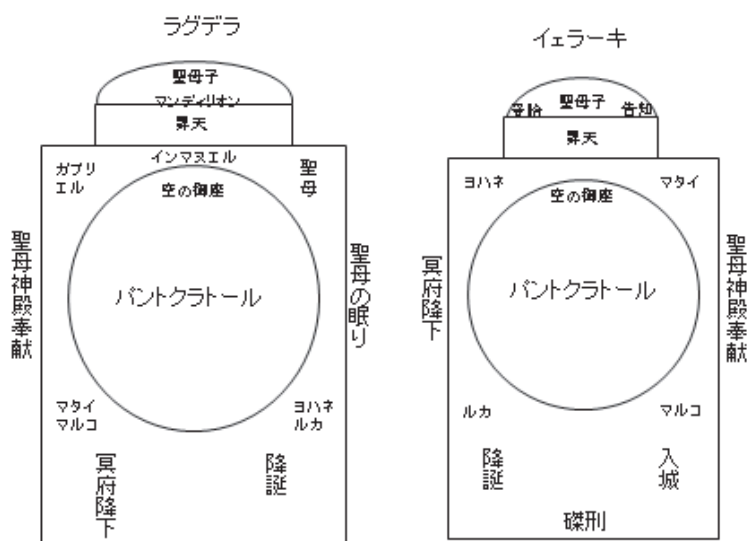 ラグデラ
聖母子
マンディリオン
昇天
インマヌエル
ガブリ
エル
聖母
空の御座
聖母神殿奉献
パントクラトール
聖母の眠り
マタイ
マルコ
ヨハネ
ルカ
冥府降下
降誕
イェラーキ
聖母子
受胎
告知
昇天
ヨハネ
マタイ
空の御座
冥府降下
パントクラトール
聖母神殿奉献
ルカ
マルコ
降誕
入城
磔刑